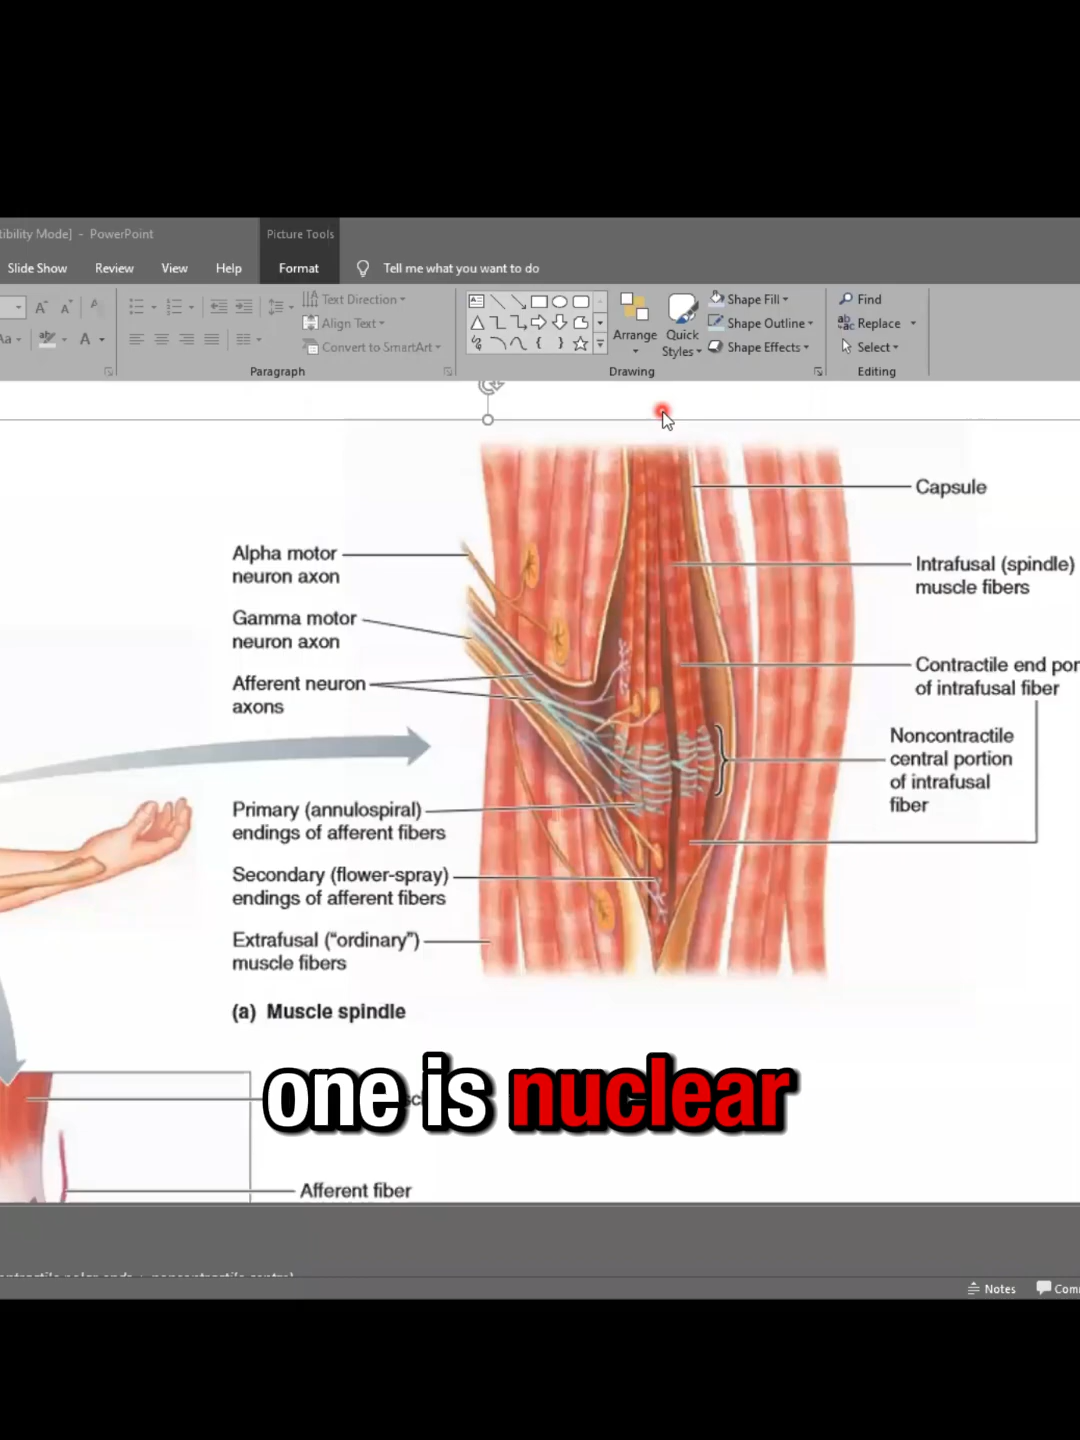 tibility Mode] - PowerPoint
Picture Tools
Slide Show Review View Help Format Tell me what you want to do
Text Direction
Align Text
Convert to SmartArt
Paragraph
Arrange
Quick
Styles
Shape Fill
Shape Outline
Shape Effects
Drawing
Find
Replace
Select
Editing
Capsule
Alpha motor
neuron axon
Intrafusal (spindle)
muscle fibers
Gamma motor
neuron axon
Contractile end por
of intrafusal fiber
Afferent neuron
axons
Noncontractile
central portion
of intrafusal
fiber
Primary (annulospiral)
endings of afferent fibers
Secondary (flower-spray)
endings of afferent fibers
Extrafusal (“ordinary”)
muscle fibers
(a) Muscle spindle
one is nuclear
Afferent fiber
Notes Comm